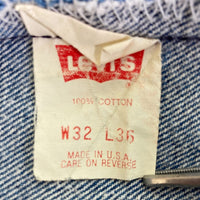 LEVI'S
100% COTTON
W32 L36
MADE IN U.S.A.
CARE ON REVERSE